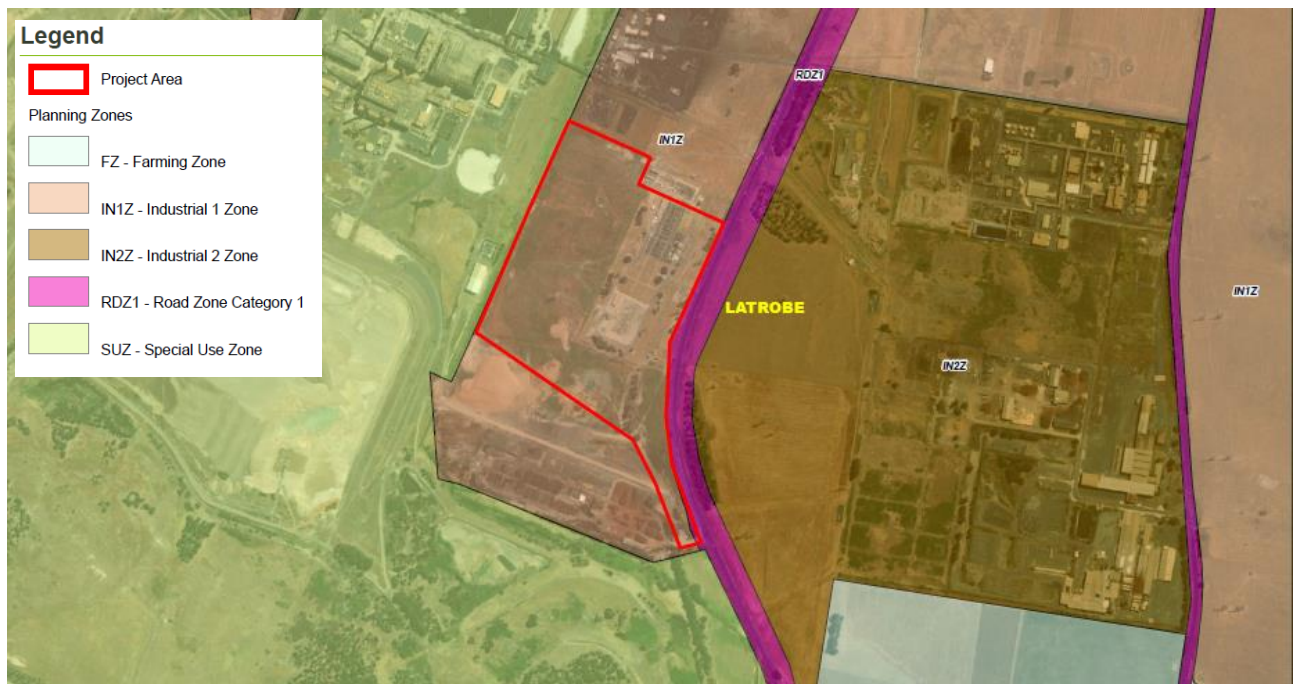 Legend
Project Area
Planning Zones
FZ - Farming Zone
IN1Z - Industrial 1 Zone
IN2Z - Industrial 2 Zone
RDZ1 - Road Zone Category 1
SUZ - Special Use Zone
RDZ1
IN1Z
IN1Z
LATROBE
IN2Z